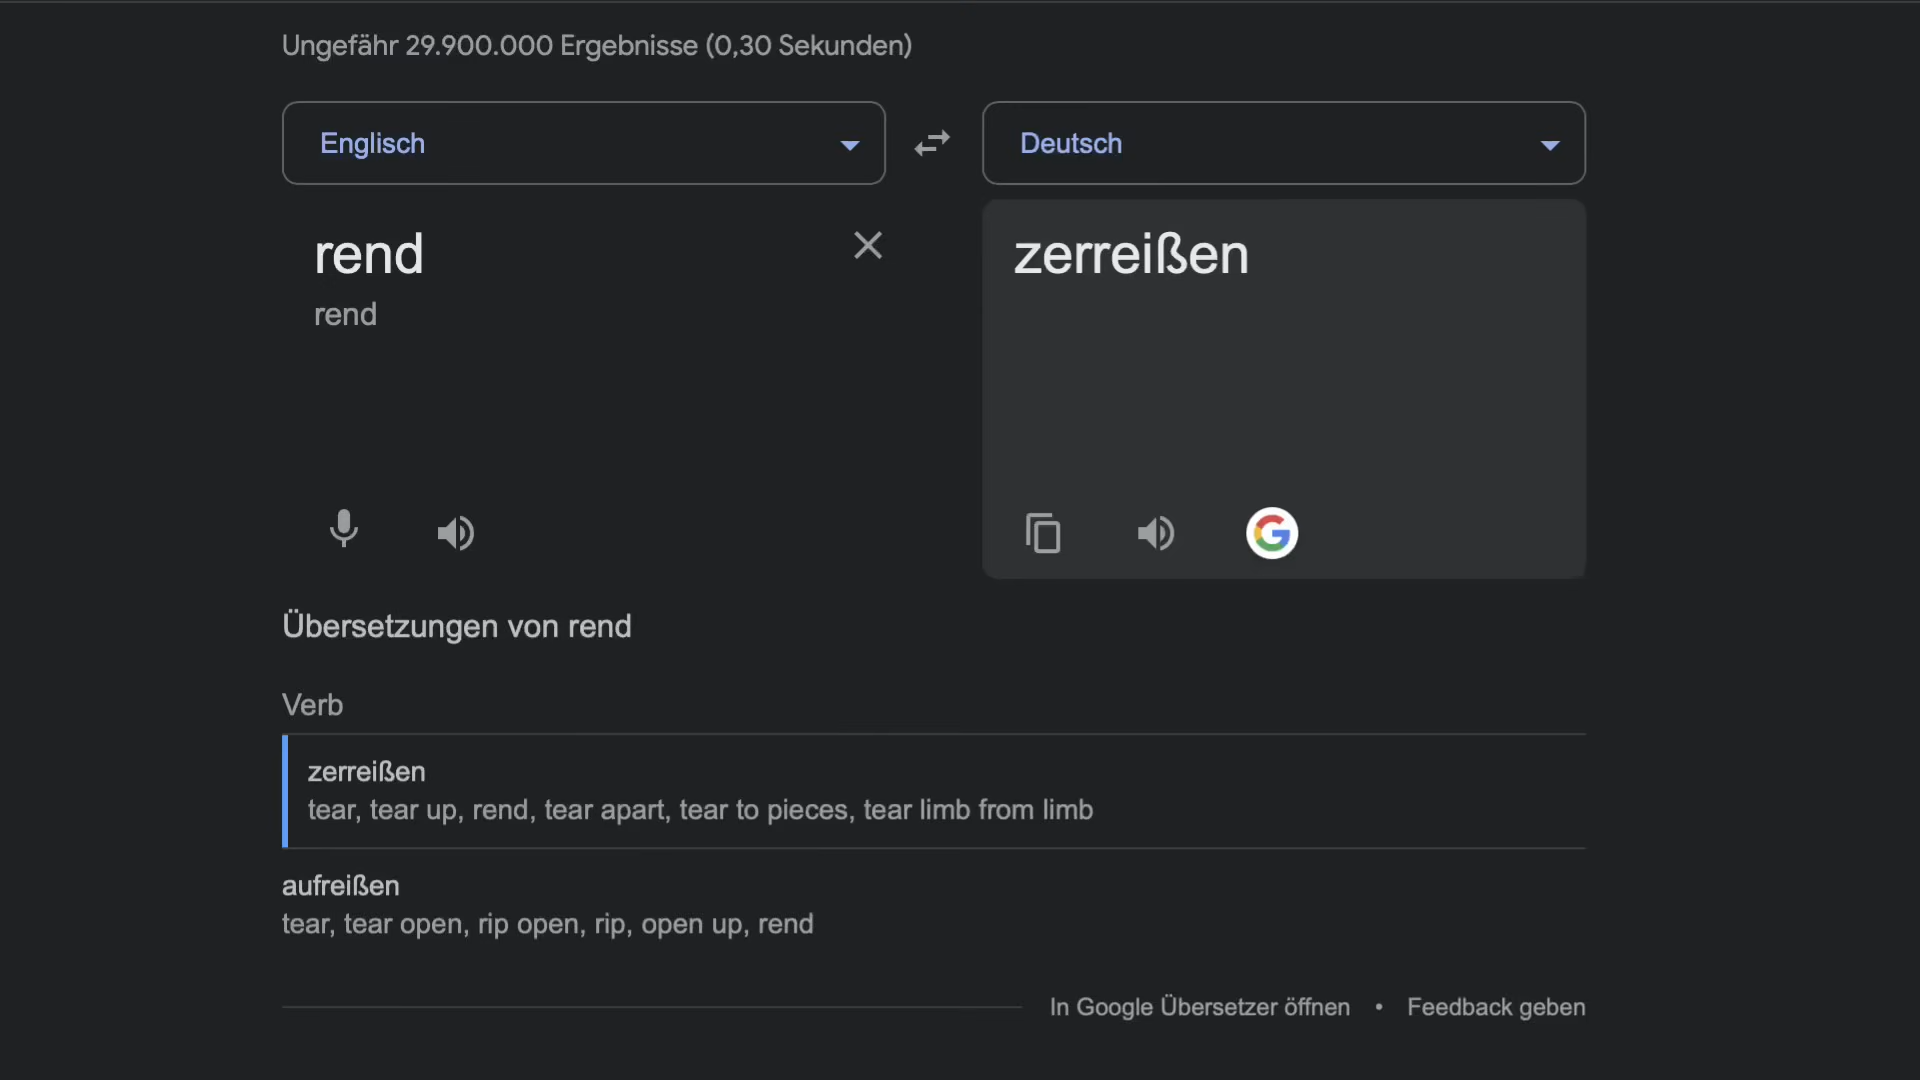 Ungefähr 29.900.000 Ergebnisse (0,30 Sekunden)
Englisch
Deutsch
rend
rend
zerreißen
Übersetzungen von rend
Verb
zerreißen
tear, tear up, rend, tear apart, tear to pieces, tear limb from limb
aufreißen
tear, tear open, rip open, rip, open up, rend
In Google Übersetzer öffnen • Feedback geben